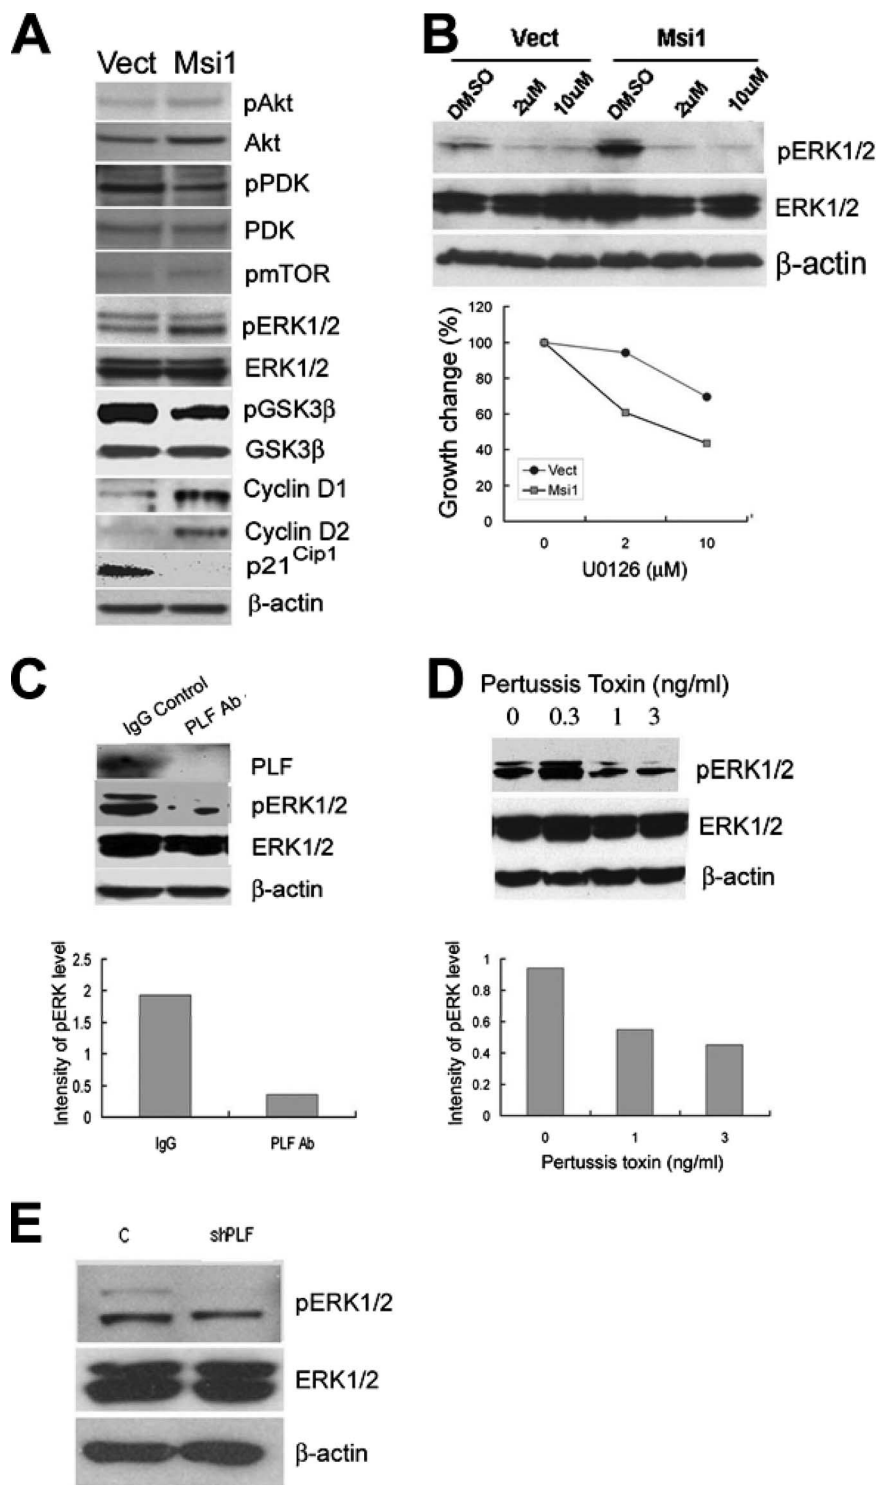 A
Vect Msi1
pAkt
Akt
pPDK
PDK
pmTOR
pERK1/2
ERK1/2
pGSK3β
GSK3β
Cyclin D1
Cyclin D2
p21Cip1
β-actin
B
Vect Msi1
DMSO 2uM 10uM DMSO 2uM 10uM
pERK1/2
ERK1/2
β-actin
Growth change (%)
120
100
80
60
40
20
0
Vect
Msi1
0 2 10
U0126 (μM)
C
IgG Control PLF Ab
PLF
pERK1/2
ERK1/2
β-actin
Intensity of pERK level
2.5
2
1.5
1
0.5
0
IgG PLF Ab
D
Pertussis Toxin (ng/ml)
0 0.3 1 3
pERK1/2
ERK1/2
β-actin
Intensity of pERK level
1
0.8
0.6
0.4
0.2
0
0 1 3
Pertussis toxin (ng/ml)
E
C shPLF
pERK1/2
ERK1/2
β-actin